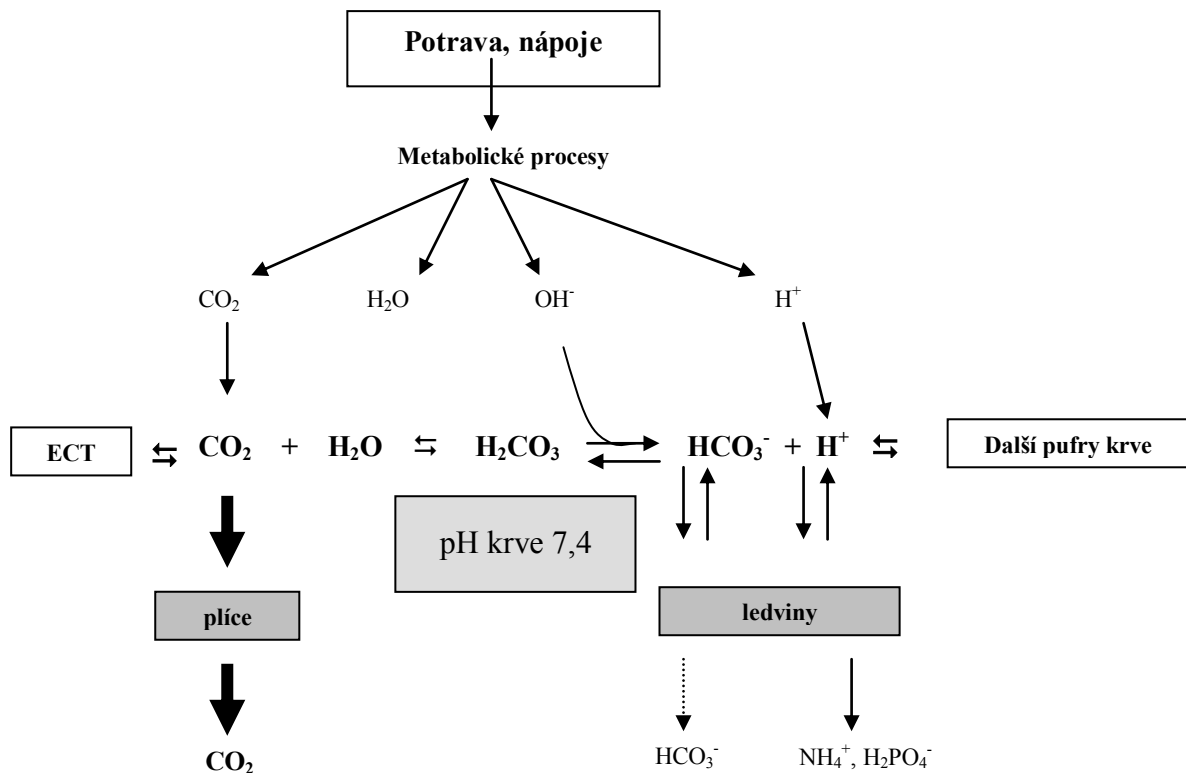 Potrava, nápoje
Metabolické procesy
CO₂ H₂O OH⁻ H⁺
ECT CO₂ + H₂O H₂CO₃ HCO₃⁻ + H⁺ Další pufry krve
pH krve 7,4
plíce ledviny
CO₂ HCO₃⁻ NH₄⁺, H₂PO₄⁻